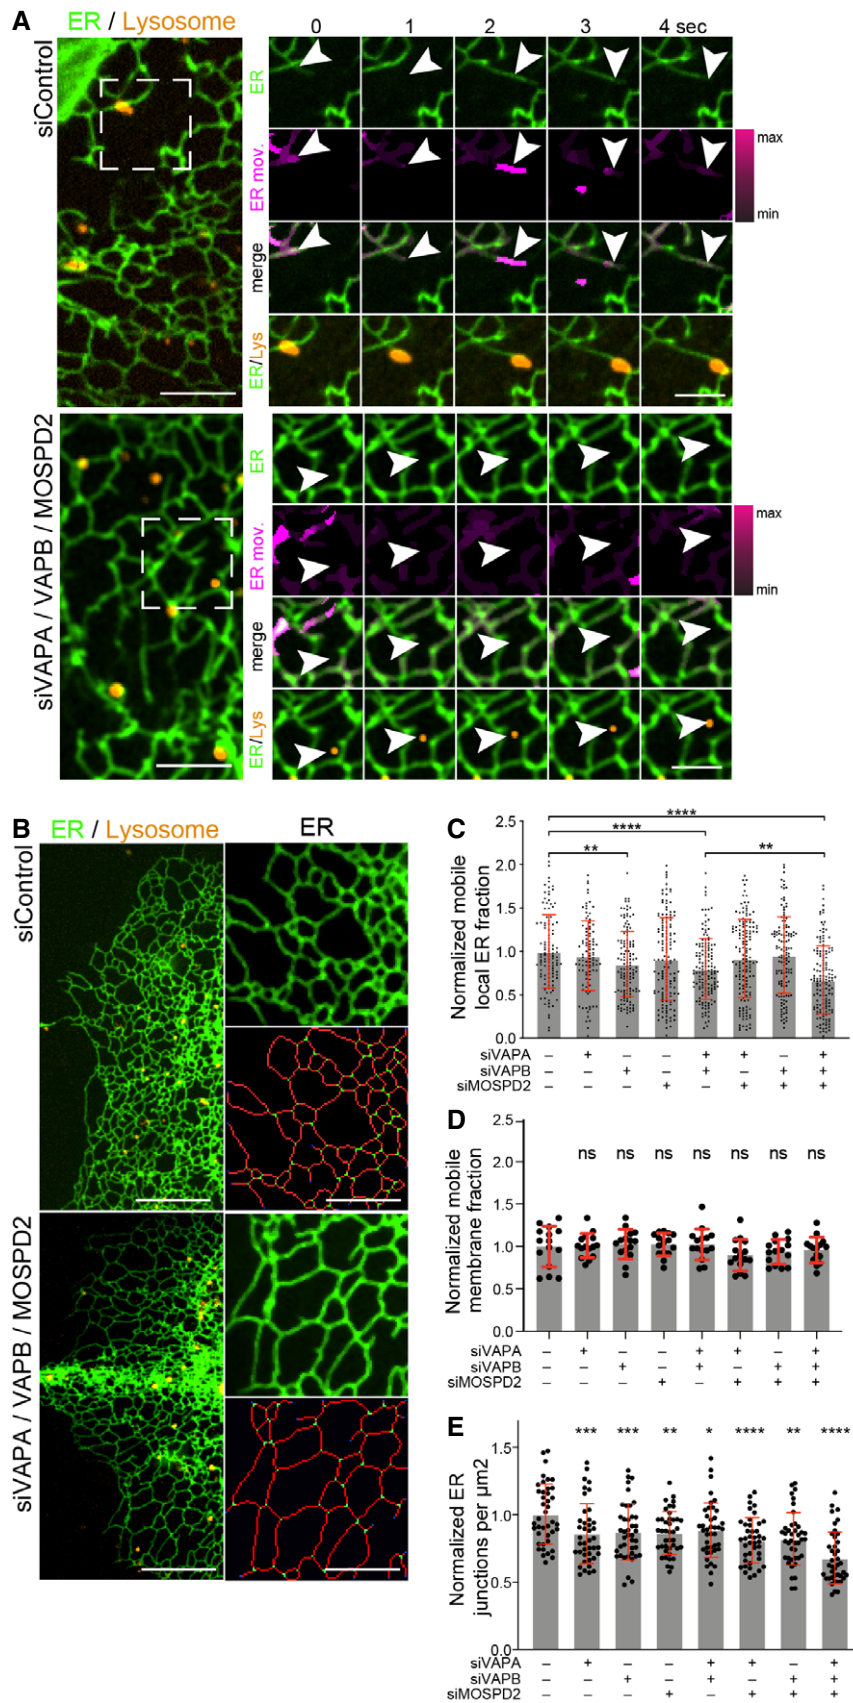 A
ER / Lysosome
0 1 2 3 4 sec
siControl
ER
ER mov.
max
min
merge
ER/Lys
siVAPA / VAPB / MOSPD2
ER
ER mov.
max
min
merge
ER/Lys
B
ER / Lysosome
ER
siControl
siVAPA / VAPB / MOSPD2
C
****
****
** **
Normalized mobile
local ER fraction
2.5
2.0
1.5
1.0
0.5
0.0
siVAPA – + – – + + – +
siVAPB – – + – + – + +
siMOSPD2 – – – + – + + +
D
Normalized mobile
membrane fraction
2.5
2.0
1.5
1.0
0.5
0.0
ns ns ns ns ns ns ns
siVAPA – + – – + + – +
siVAPB – – + – + – + +
siMOSPD2 – – – + – + + +
E
Normalized ER
junctions per µm2
1.5
1.0
0.5
0.0
*** *** ** * **** ** ****
siVAPA – + – – + + – +
siVAPB – – + – + – + +
siMOSPD2 – – – + – + + +